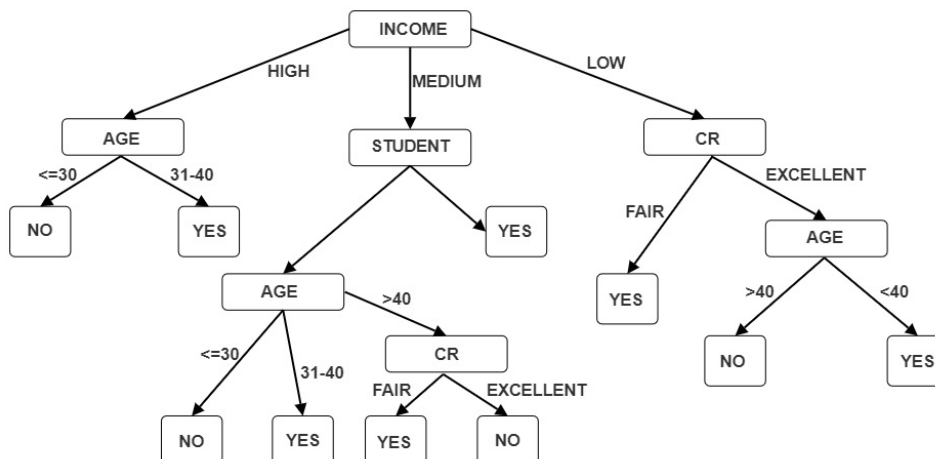 INCOME
HIGH
MEDIUM
LOW
AGE
STUDENT
CR
<=30
31-40
FAIR
EXCELLENT
NO
YES
YES
AGE
AGE
>40
YES
>40
<40
<=30
31-40
CR
NO
YES
FAIR
EXCELLENT
NO
YES
YES
NO